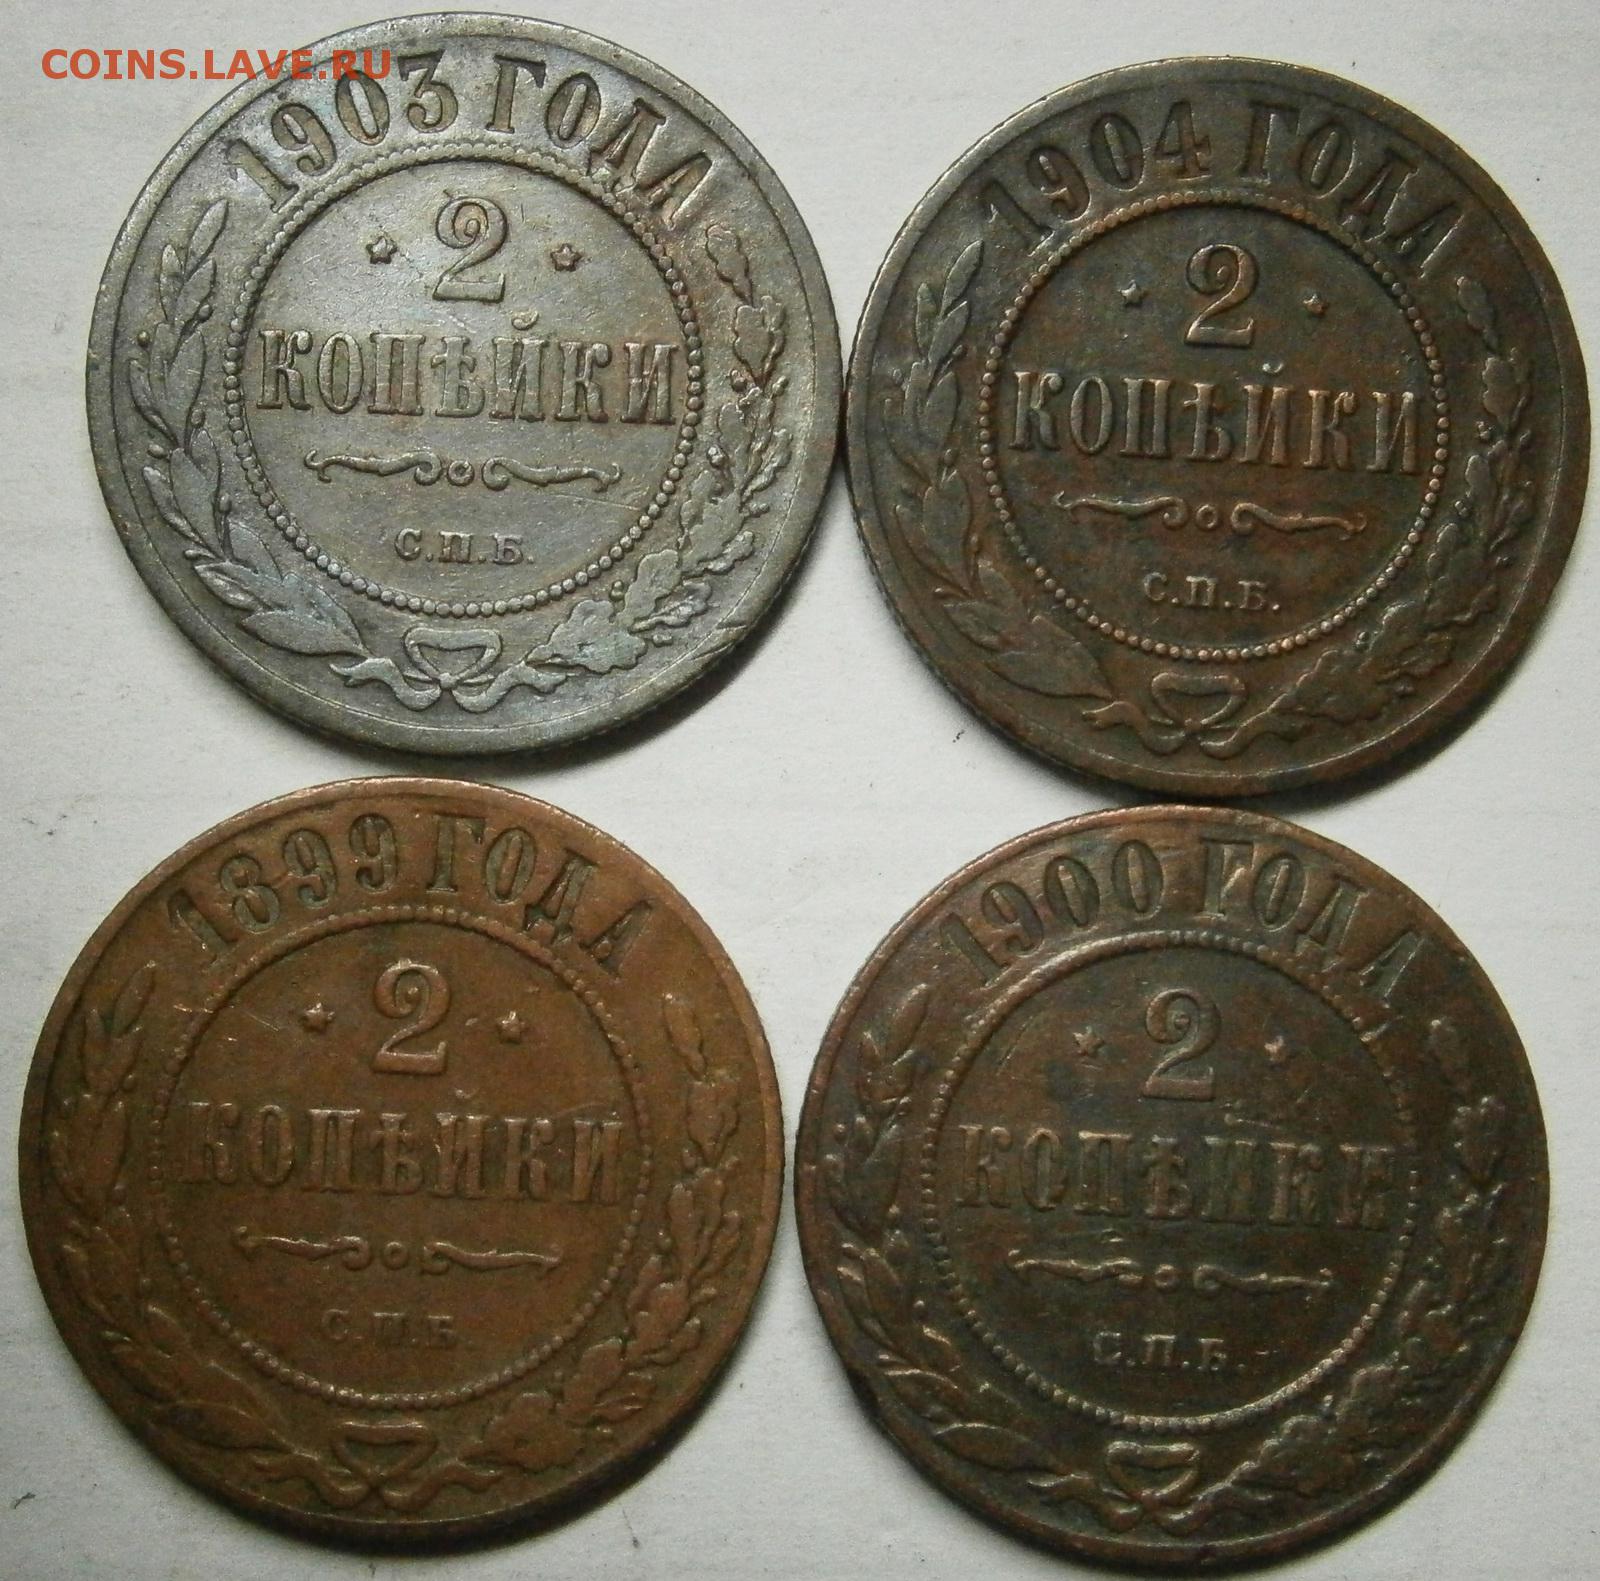 COINS.LAVE.RU
1903 ГОДА
2
КОПѢЙКИ
С.П.Б.
1904 ГОДА
2
КОПѢЙКИ
С.П.Б.
1899 ГОДА
2
КОПѢЙКИ
С.П.Б.
1900 ГОДА
2
КОПѢЙКИ
С.П.Б.